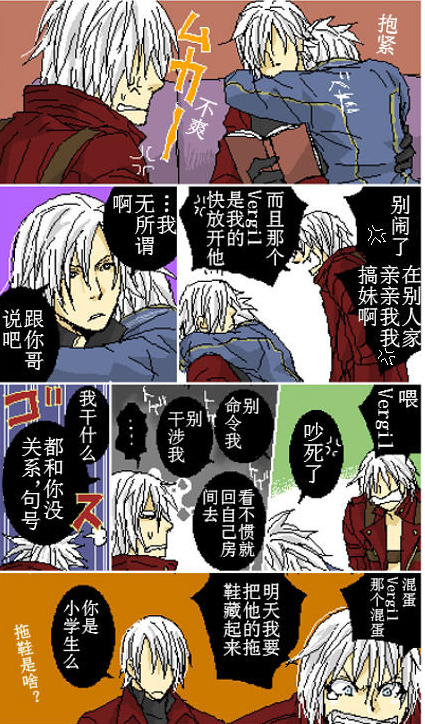 抱紧
ムカー
不爽
别闹了
在别人家
亲亲我我
搞妹啊
而且那个
Vergil
是我的
快放开他
…我
无所谓
啊
跟你哥
说吧
喂
Vergil
吵死了
别
命令我
看不惯就
回自己房
间去
别
干涉我
····
我干什么
都和你没
关系，句号
ゴス
混蛋
Vergil
那个混蛋
明天我要
把他的拖
鞋藏起来
你是
小学生么
拖鞋是啥？